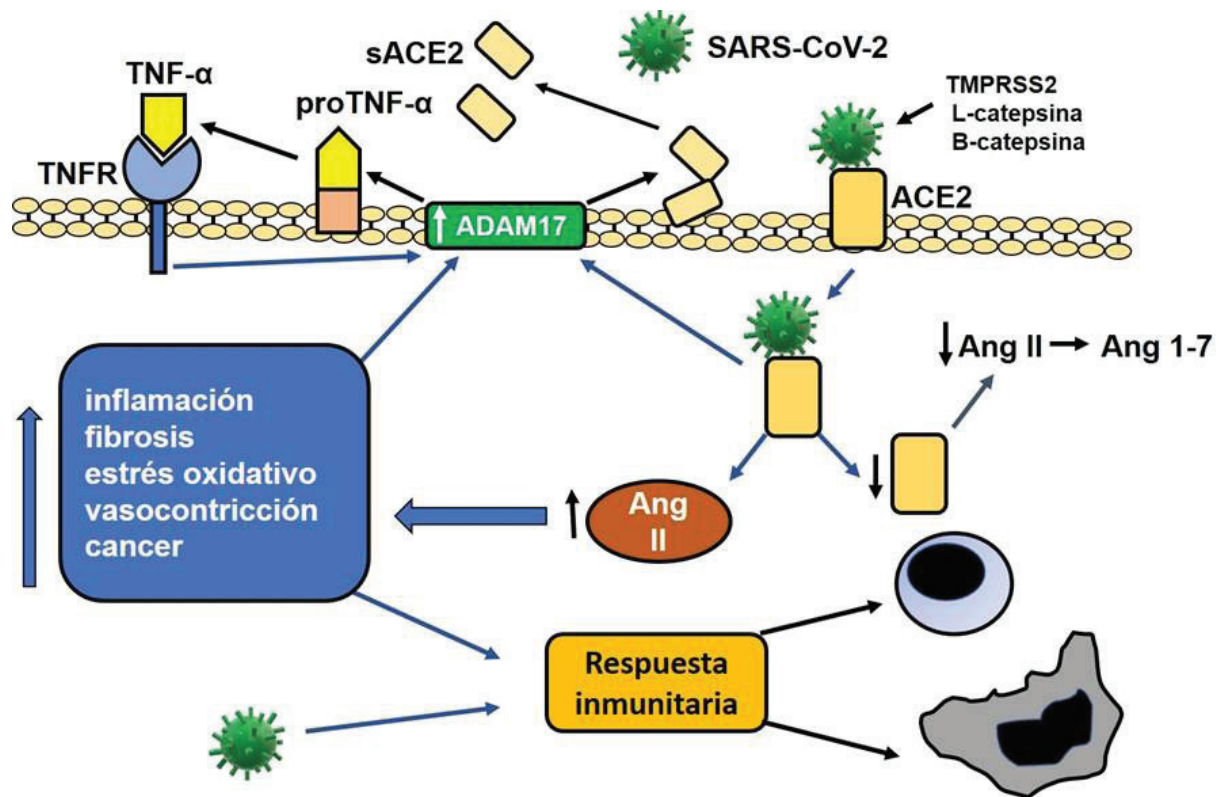 SARS-CoV-2
sACE2
TNF-α
proTNF-α
TMPRSS2
L-catepsina
B-catepsina
TNFR
ACE2
ADAM17
Ang II
Ang 1-7
inflamación
fibrosis
estrés oxidativo
vasocontricción
cancer
Ang
II
Respuesta
inmunitaria